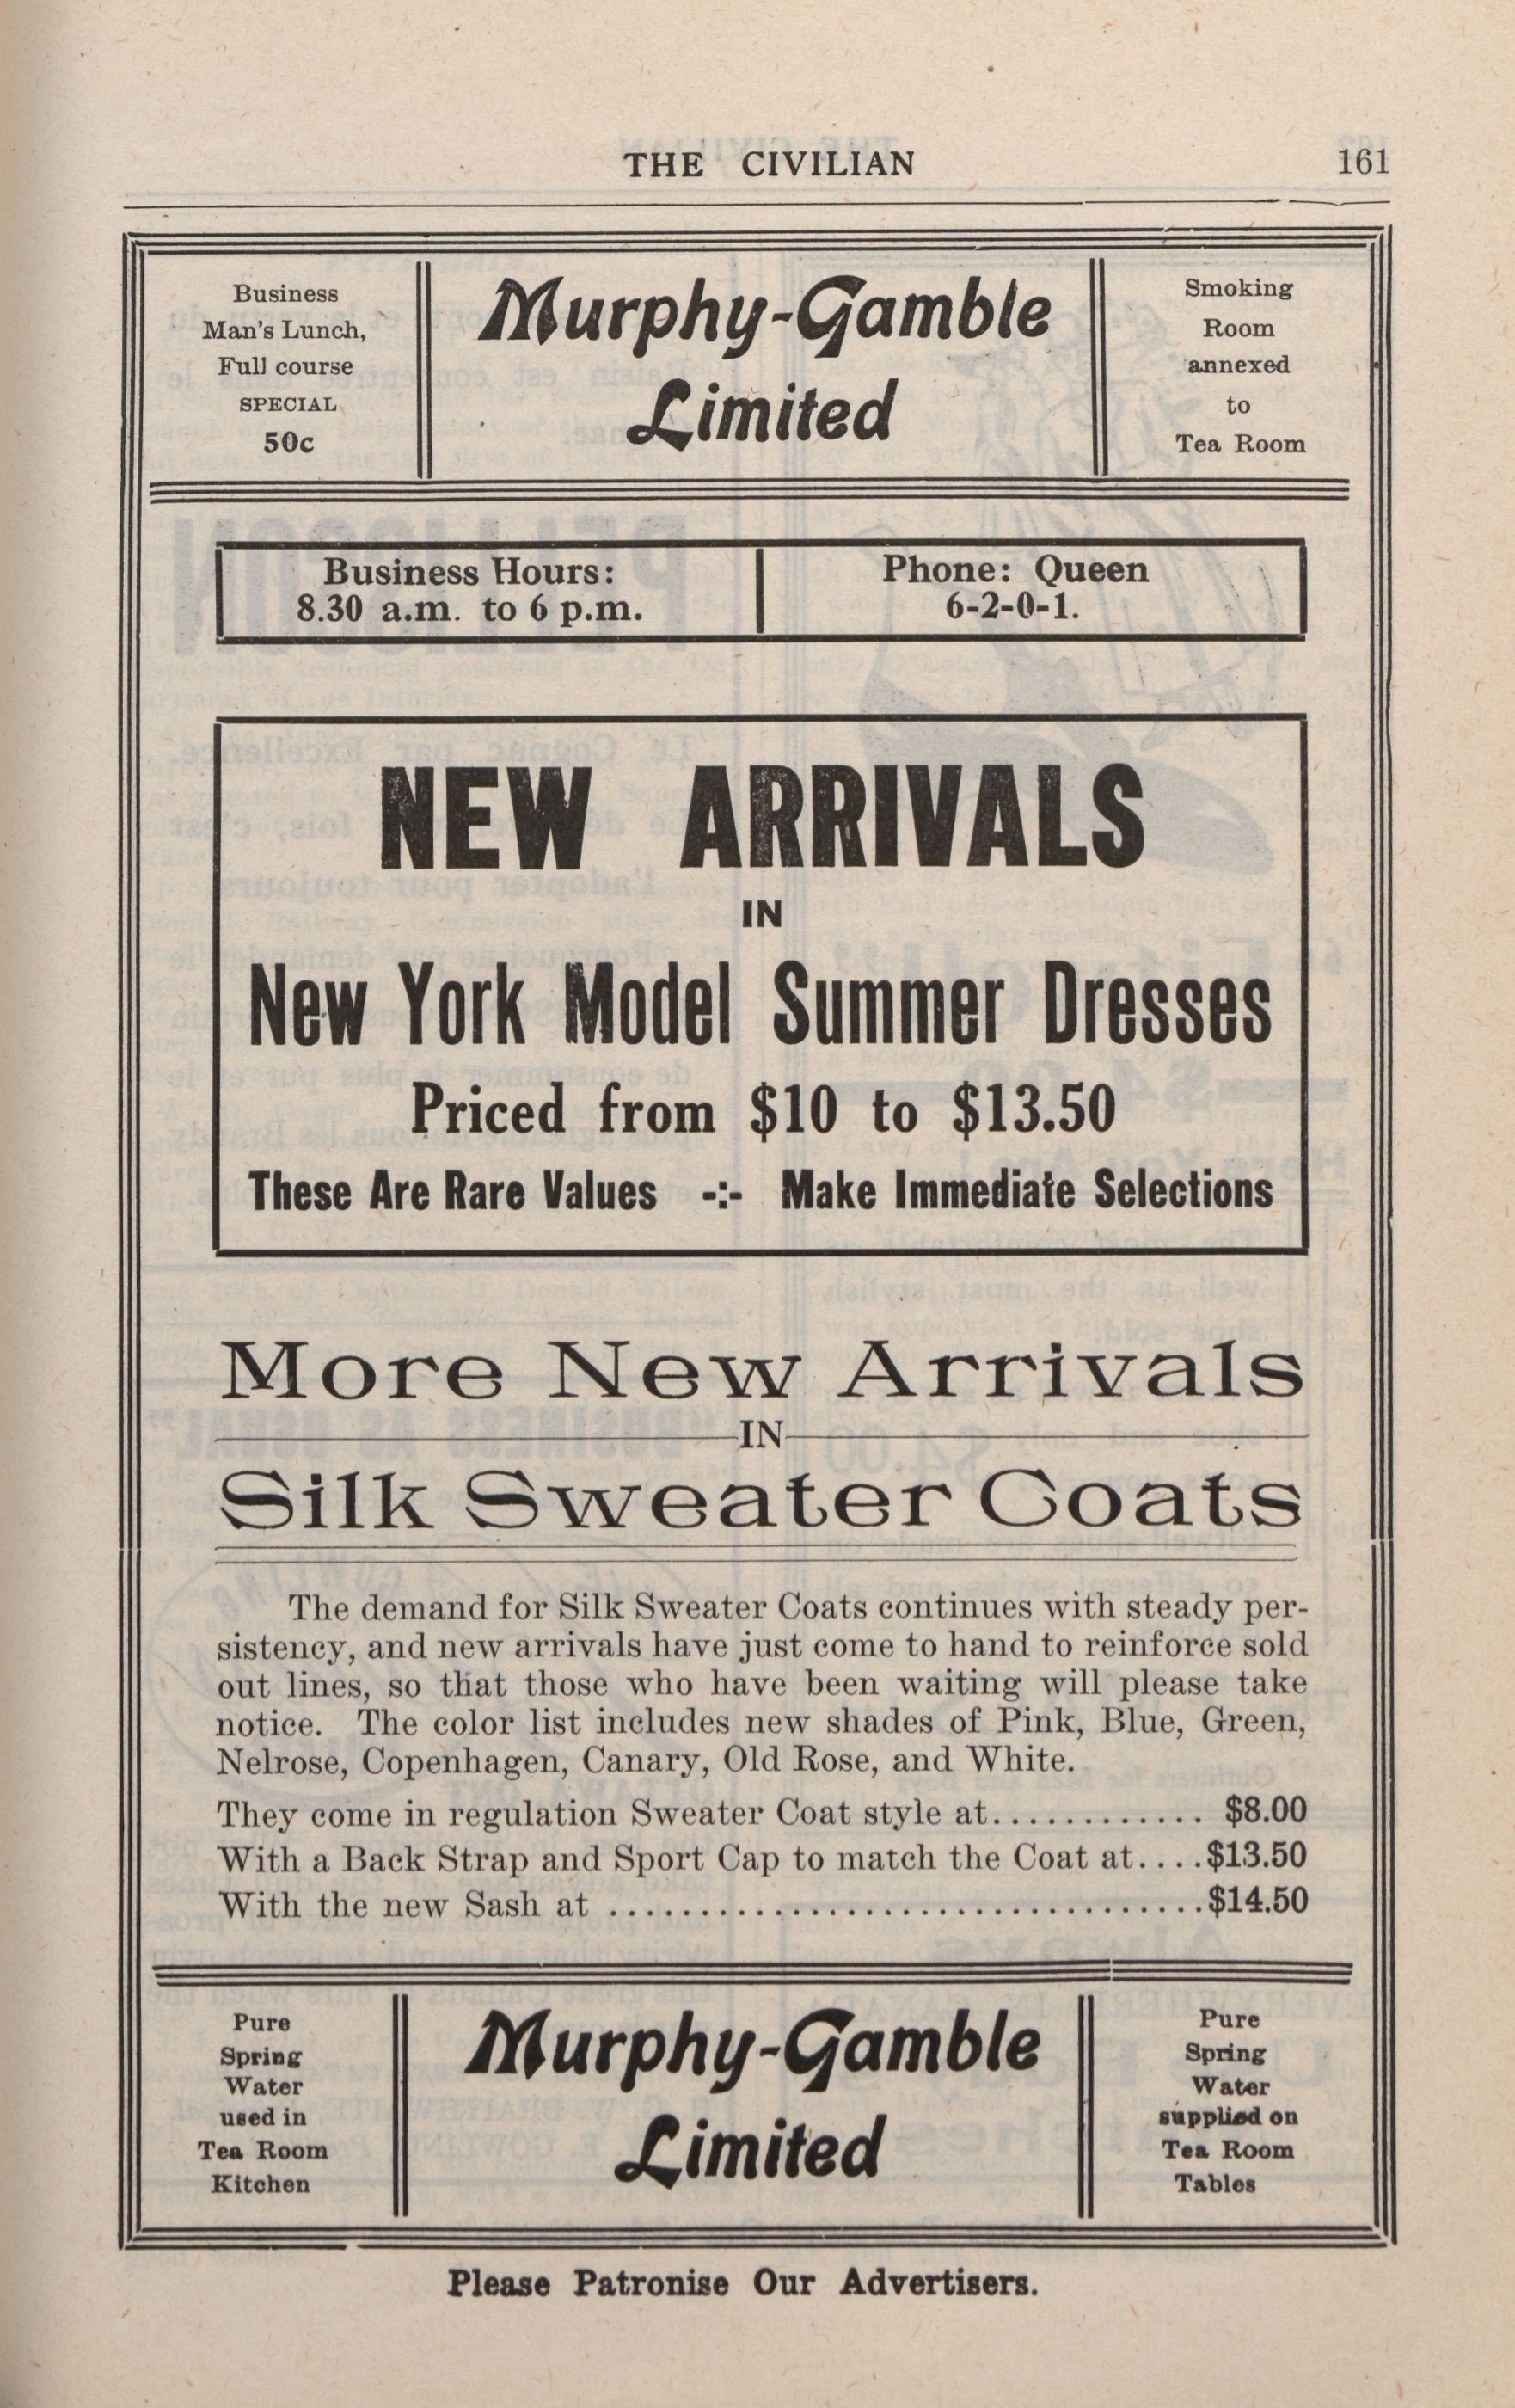 THE CIVILIAN 161
Business
Man's Lunch,
Full course
SPECIAL
50c
Murphy-Gamble
Limited
Smoking
Room
annexed
to
Tea Room
Business Hours:
8.30 a.m. to 6 p.m.
Phone: Queen
6-2-0-1.
NEW ARRIVALS
IN
New York Model Summer Dresses
Priced from $10 to $13.50
These Are Rare Values -:- Make Immediate Selections
More New Arrivals
IN
Silk Sweater Coats
The demand for Silk Sweater Coats continues with steady per-
sistency, and new arrivals have just come to hand to reinforce sold
out lines, so that those who have been waiting will please take
notice. The color list includes new shades of Pink, Blue, Green,
Nelrose, Copenhagen, Canary, Old Rose, and White.
They come in regulation Sweater Coat style at............ $8.00
With a Back Strap and Sport Cap to match the Coat at....$13.50
With the new Sash at .................................$14.50
Pure
Spring
Water
used in
Tea Room
Kitchen
Murphy-Gamble
Limited
Pure
Spring
Water
supplied on
Tea Room
Tables
Please Patronise Our Advertisers.